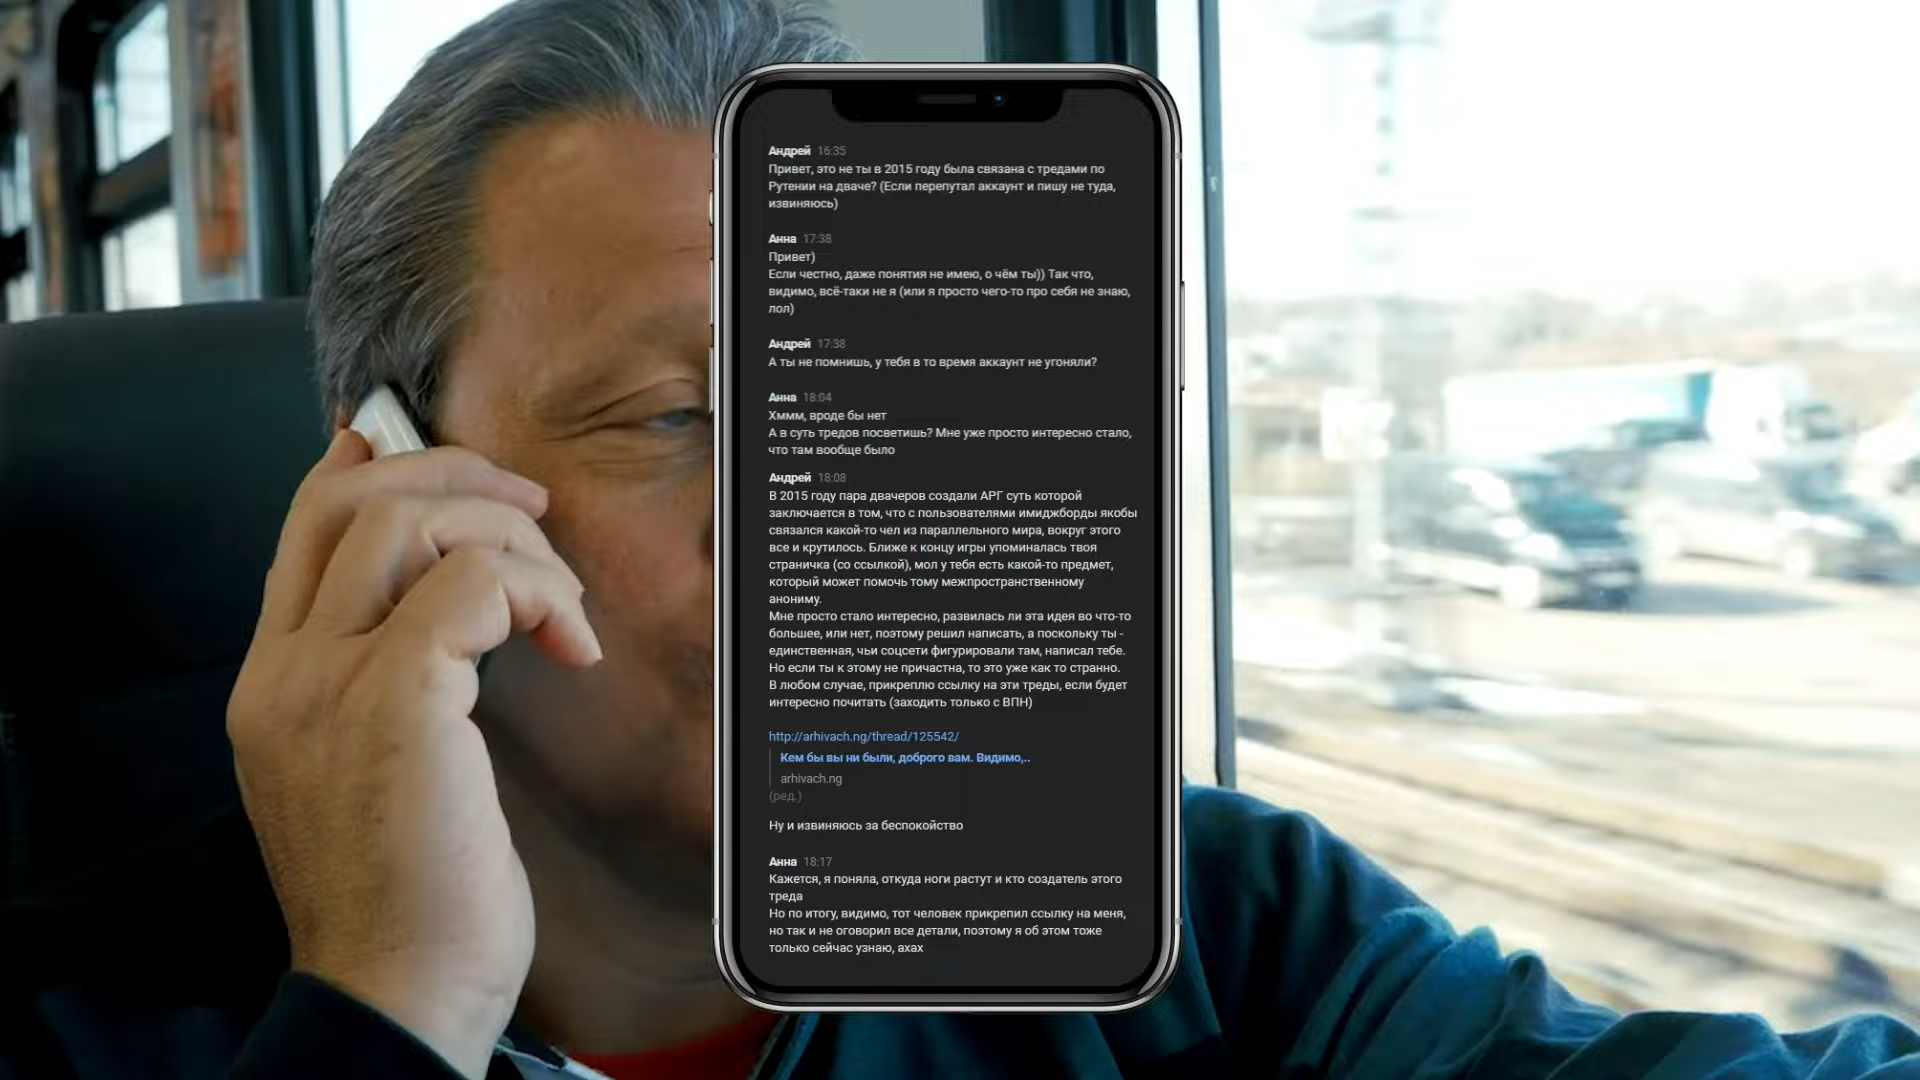 Андрей 16:35
Привет, это не ты в 2015 году была связана с тредами по
Рутении на дваче? (Если перепутал аккаунт и пишу не туда,
извиняюсь)
Анна 17:38
Привет)
Если честно, даже понятия не имею, о чём ты)) Так что,
видимо, всё-таки не я (или я просто чего-то про себя не знаю,
лол)
Андрей 17:38
А ты не помнишь, у тебя в то время аккаунт не угоняли?
Анна 18:04
Хммм, вроде бы нет
А в суть тредов посветишь? Мне уже просто интересно стало,
что там вообще было
Андрей 18:08
В 2015 году пара двачеров создали АРГ суть которой
заключается в том, что с пользователями имиджборды якобы
связался какой-то чел из параллельного мира, вокруг этого
все и крутилось. Ближе к концу игры упоминалась твоя
страничка (со ссылкой), мол у тебя есть какой-то предмет,
который может помочь тому межпространственному
анониму.
Мне просто стало интересно, развилась ли эта идея во что-то
большее, или нет, поэтому решил написать, а поскольку ты -
единственная, чьи соцсети фигурировали там, написал тебе.
Но если ты к этому не причастна, то это уже как то странно.
В любом случае, прикреплю ссылку на эти треды, если будет
интересно почитать (заходить только с ВПН)
http://arhivach.ng/thread/125542/
Кем бы вы ни были, доброго вам. Видимо,..
arhivach.ng
(ред.)
Ну и извиняюсь за беспокойство
Анна 18:17
Кажется, я поняла, откуда ноги растут и кто создатель этого
треда
Но по итогу, видимо, тот человек прикрепил ссылку на меня,
но так и не оговорил все детали, поэтому я об этом тоже
только сейчас узнаю, ахах